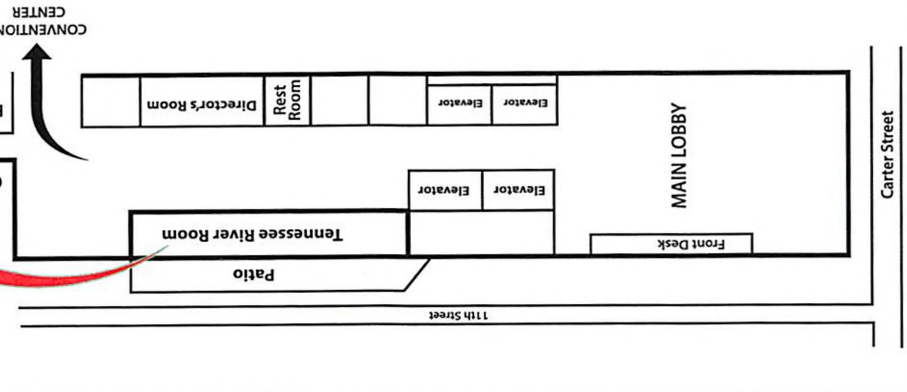 CONVENTION
CENTER
Director's Room
Rest
Room
Elevator
Elevator
MAIN LOBBY
Carter Street
Elevator
Elevator
Tennessee River Room
Front Desk
Patio
11th Street